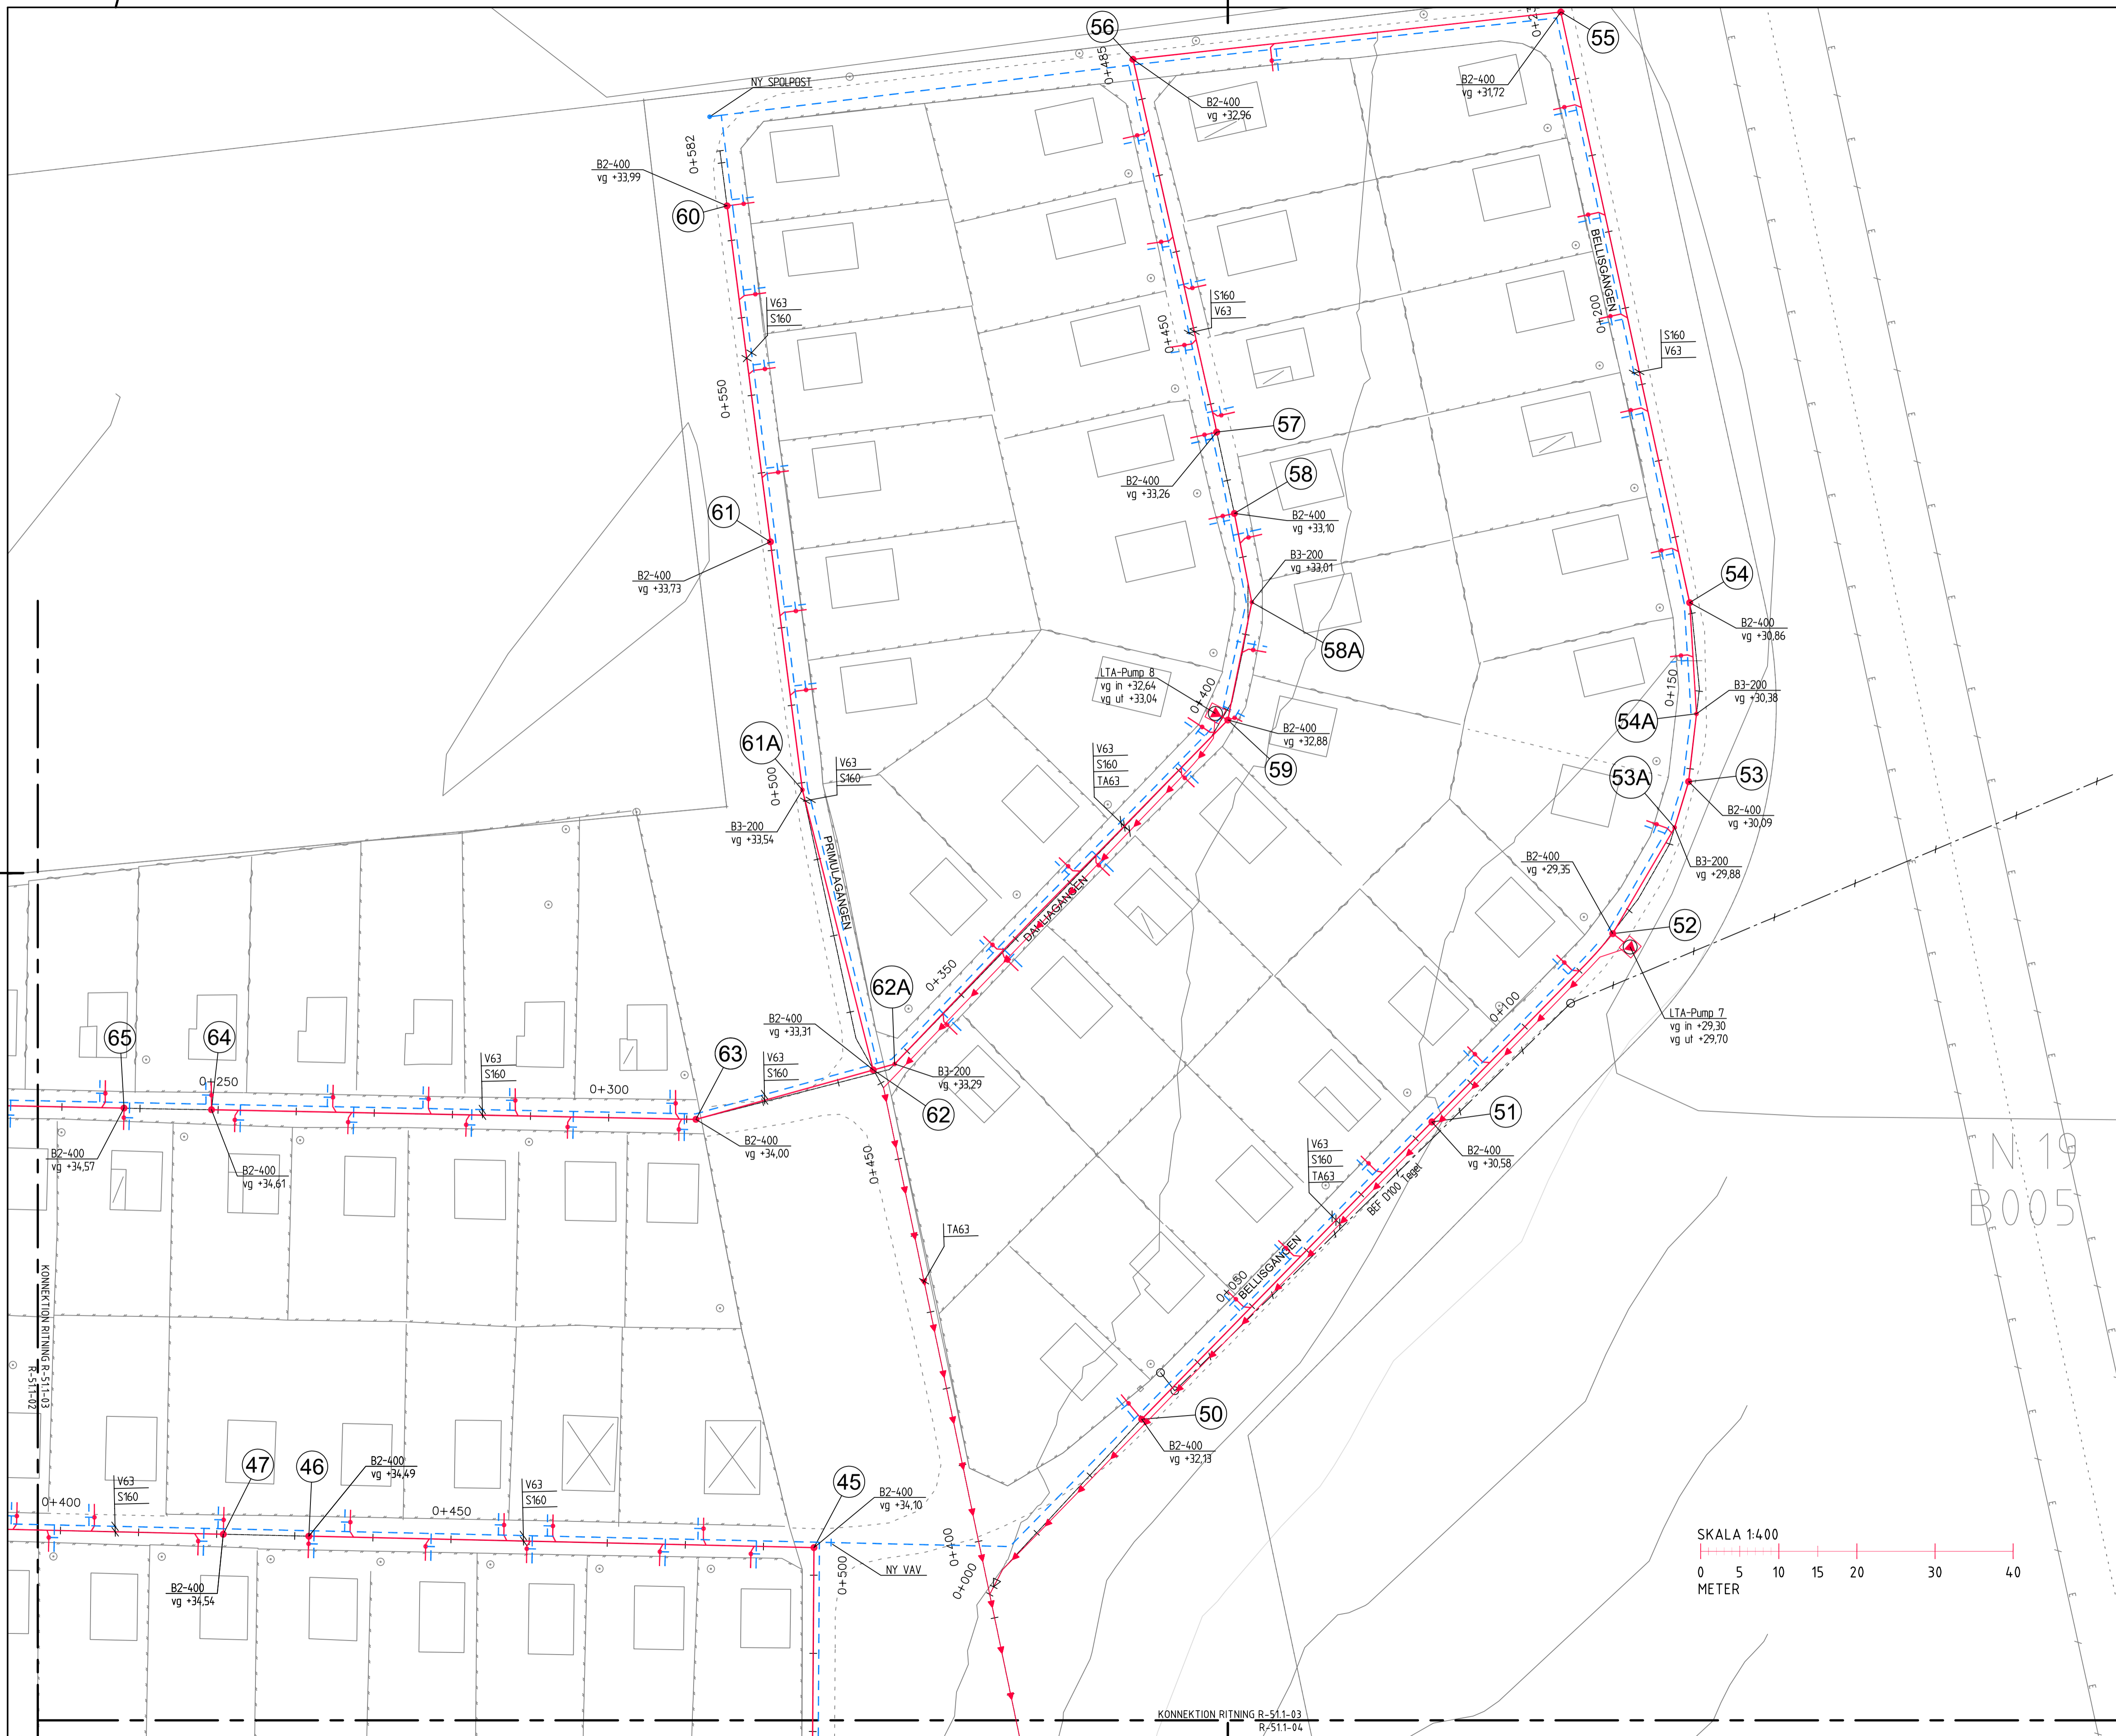 56
55
0+485
NY SPOLPOST
B2-400
vg +31,72
B2-400
vg +32,96
0+582
B2-400
vg +33,99
60
BELLISGÅNGEN
V63
S160
S160
V63
0+200
0+450
S160
V63
0+550
57
58
B2-400
vg +33,26
61
B2-400
vg +33,10
B3-200
vg +33,01
B2-400
vg +33,73
54
B2-400
vg +30,86
58A
LTA-Pump 8
vg in +32,64
vg ut +33,04
0+400
0+150
B3-200
vg +30,38
54A
61A
B2-400
vg +32,88
V63
S160
TA63
59
V63
S160
0+500
53A
53
B2-400
vg +30,09
B3-200
vg +33,54
PRIMULAGÅNGEN
B2-400
vg +29,35
B3-200
vg +29,88
DAHLIAGÅNGEN
52
0+350
62A
0+100
LTA-Pump 7
vg in +29,30
vg ut +29,70
65
64
B2-400
vg +33,31
63
V63
S160
V63
S160
0+250
0+300
B3-200
vg +33,29
62
51
B2-400
vg +34,57
B2-400
vg +34,61
B2-400
vg +34,00
0+450
V63
S160
TA63
B2-400
vg +30,58
BEF D100 Tegel
N 19
B005
TA63
BELLISGÅNGEN
0+050
KONNEKTION RITNING R-51.1-03
R-51.1-02
50
B2-400
vg +32,13
47
46
B2-400
vg +34,49
45
B2-400
vg +34,10
V63
S160
V63
S160
0+400
0+450
SKALA 1:400
0 5 10 15 20 30 40
METER
0+400
0+000
0+500
NY VAV
B2-400
vg +34,54
KONNEKTION RITNING R-51.1-03
R-51.1-04